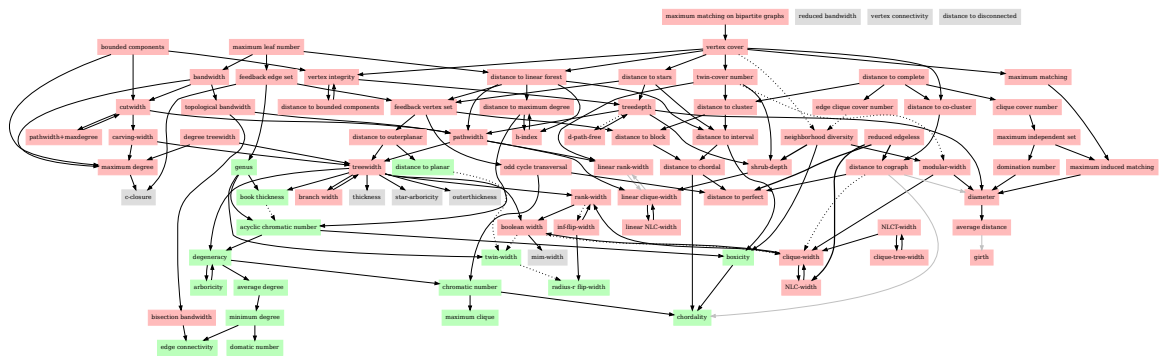 maximum matching on bipartite graphs
reduced bandwidth
vertex connectivity
distance to disconnected
bounded components
maximum leaf number
vertex cover
bandwidth
feedback edge set
vertex integrity
distance to linear forest
distance to stars
twin-cover number
distance to complete
maximum matching
cutwidth
topological bandwidth
distance to bounded components
feedback vertex set
distance to maximum degree
treedepth
distance to cluster
edge clique cover number
distance to co-cluster
clique cover number
pathwidth+maxdegree
carving-width
degree treewidth
distance to outerplanar
pathwidth
h-index
d-path-free
distance to block
distance to interval
neighborhood diversity
reduced edgeless
maximum independent set
maximum degree
genus
treewidth
distance to planar
odd cycle transversal
linear rank-width
distance to chordal
shrub-depth
distance to cograph
modular-width
domination number
maximum induced matching
c-closure
book thickness
branch width
thickness
star-arboricity
outerthickness
rank-width
linear clique-width
distance to perfect
diameter
acyclic chromatic number
boolean width
inf-flip-width
linear NLC-width
NLCT-width
average distance
degeneracy
twin-width
mim-width
boxicity
clique-width
clique-tree-width
girth
arboricity
average degree
chromatic number
radius-r flip-width
NLC-width
bisection bandwidth
minimum degree
maximum clique
chordality
edge connectivity
domatic number